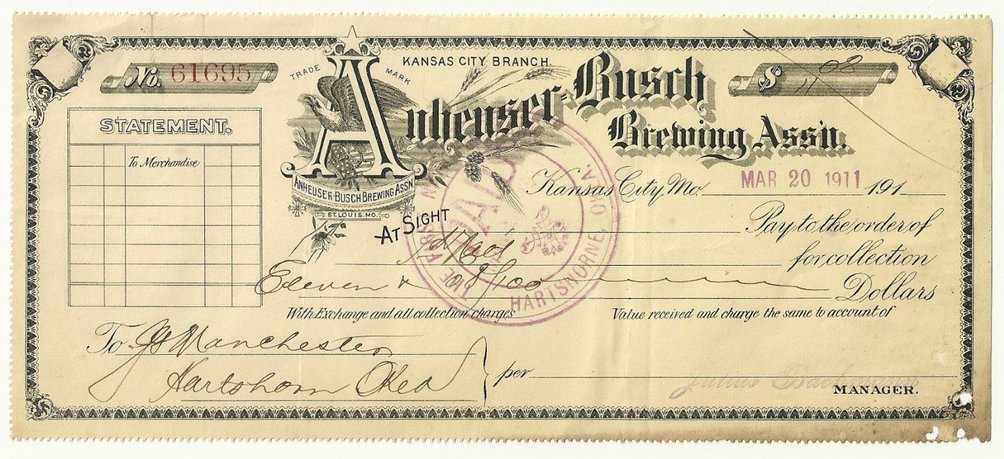 No. 61695
TRADE MARK
KANSAS CITY BRANCH.
Anheuser-Busch
Brewing Ass'n.
$ 11 08
STATEMENT.
To Merchandise
ANHEUSER-BUSCH BREWING ASSN
ST. LOUIS. MO.
Kansas City, Mo. MAR 20 1911 191
AT SIGHT
Pay to the order of
for collection
Eleven & 08/100 Dollars
With Exchange and all collection charges
Value received and charge the same to account of
PAID
HARTSHORNE, OKLA.
To Manchester
Hartshorn Okla
per
MANAGER.